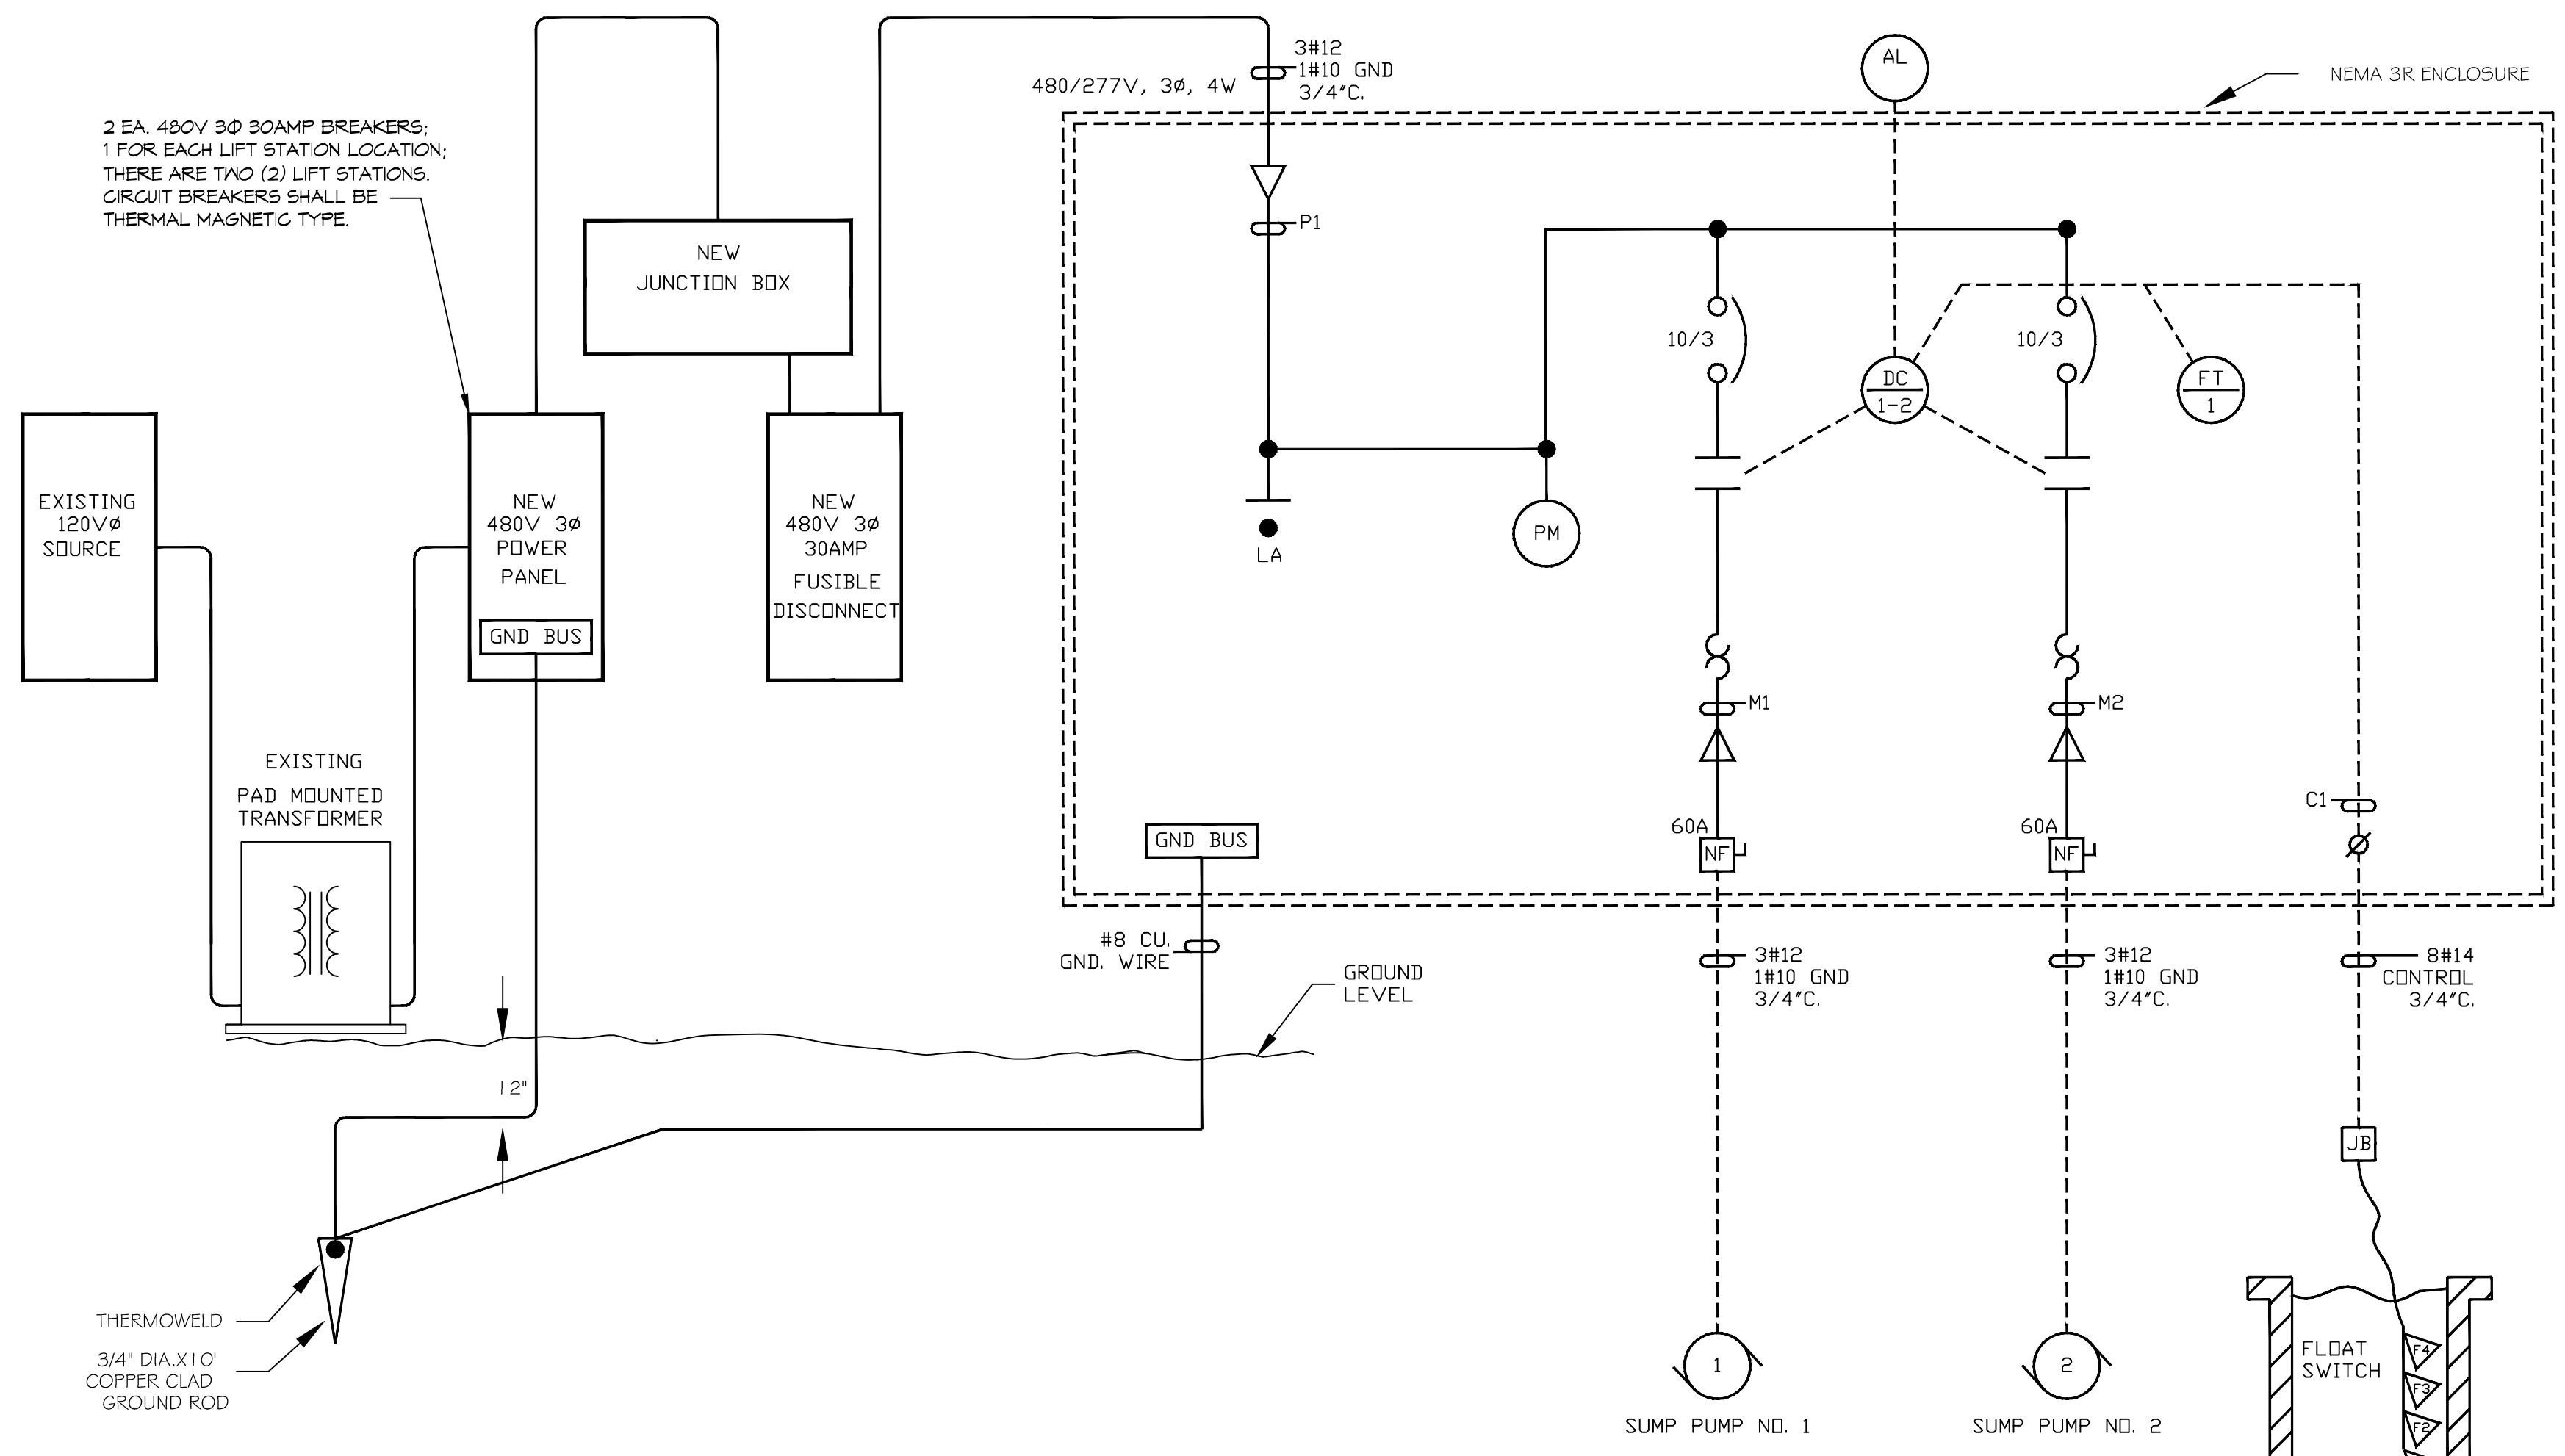 3#12
1#10 GND
3/4"C.
480/277V, 3Ø, 4W
AL
NEMA 3R ENCLOSURE
2 EA. 480V 3Φ 30AMP BREAKERS;
1 FOR EACH LIFT STATION LOCATION;
THERE ARE TWO (2) LIFT STATIONS.
CIRCUIT BREAKERS SHALL BE
THERMAL MAGNETIC TYPE.
P1
NEW
JUNCTION BOX
10/3
10/3
DC
1-2
FT
1
EXISTING
120VØ
SOURCE
NEW
480V 3Ø
POWER
PANEL
GND BUS
NEW
480V 3Ø
30AMP
FUSIBLE
DISCONNECT
LA
PM
M1
M2
EXISTING
PAD MOUNTED
TRANSFORMER
C1
60A
NF
60A
NF
GND BUS
#8 CU.
GND. WIRE
GROUND
LEVEL
3#12
1#10 GND
3/4"C.
3#12
1#10 GND
3/4"C.
8#14
CONTROL
3/4"C.
12"
JB
THERMOWELD
3/4" DIA.X10'
COPPER CLAD
GROUND ROD
1
SUMP PUMP NO. 1
2
SUMP PUMP NO. 2
FLOAT
SWITCH
F4
F3
F2